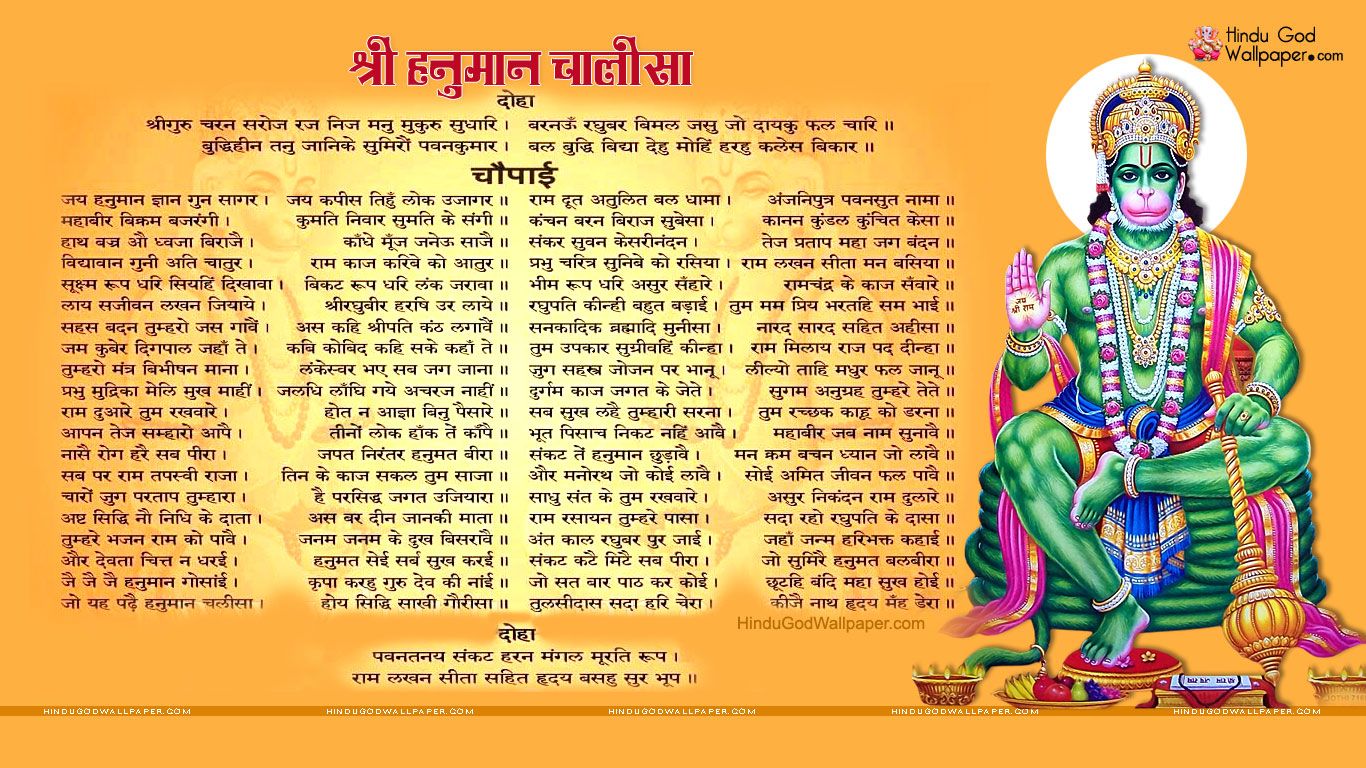 Hindu God
Wallpaper.com
श्री हनुमान चालीसा
दोहा
श्रीगुरु चरन सरोज रज निज मनु मुकुरु सुधारि । बरनऊँ रघुबर बिमल जसु जो दायकु फल चारि ॥
बुद्धिहीन तनु जानिके सुमिरौं पवनकुमार । बल बुद्धि बिद्या देहु मोहिं हरहु कलेस बिकार ॥
चौपाई
जय हनुमान ज्ञान गुन सागर । जय कपीस तिहुँ लोक उजागर ॥ राम दूत अतुलित बल धामा । अंजनिपुत्र पवनसुत नामा ॥
महाबीर बिक्रम बजरंगी । कुमति निवार सुमति के संगी ॥ कंचन बरन बिराज सुबेसा । कानन कुंडल कुंचित केसा ॥
हाथ बज्र औ ध्वजा बिराजै । काँधे मूँज जनेऊ साजै ॥ संकर सुवन केसरीनंदन । तेज प्रताप महा जग बंदन ॥
विद्यावान गुनी अति चातुर । राम काज करिबे को आतुर ॥ प्रभु चरित्र सुनिबे को रसिया । राम लखन सीता मन बसिया ॥
सूक्ष्म रूप धरि सियहिं दिखावा । बिकट रूप धरि लंक जरावा ॥ भीम रूप धरि असुर सँहारे । रामचंद्र के काज सँवारे ॥
लाय सजीवन लखन जियाये । श्रीरघुबीर हरषि उर लाये ॥ रघुपति कीन्ही बहुत बड़ाई । तुम मम प्रिय भरतहि सम भाई ॥
सहस बदन तुम्हरो जस गावैं । अस कहि श्रीपति कंठ लगावैं ॥ सनकादिक ब्रह्मादि मुनीसा । नारद सारद सहित अहीसा ॥
जम कुबेर दिगपाल जहाँ ते । कबि कोबिद कहि सके कहाँ ते ॥ तुम उपकार सुग्रीवहिं कीन्हा । राम मिलाय राज पद दीन्हा ॥
तुम्हरो मंत्र बिभीषन माना । लंकेस्वर भए सब जग जाना ॥ जुग सहस्त्र जोजन पर भानू । लील्यो ताहि मधुर फल जानू ॥
प्रभु मुद्रिका मेलि मुख माहीं । जलधि लाँघि गये अचरज नाहीं ॥ दुर्गम काज जगत के जेते । सुगम अनुग्रह तुम्हरे तेते ॥
राम दुआरे तुम रखवारे । होत न आज्ञा बिनु पैसारे ॥ सब सुख लहै तुम्हारी सरना । तुम रच्छक काहू को डरना ॥
आपन तेज सम्हारो आपै । तीनों लोक हाँक तें काँपै ॥ भूत पिसाच निकट नहिं आवै । महाबीर जब नाम सुनावै ॥
नासै रोग हरै सब पीरा । जपत निरंतर हनुमत बीरा ॥ संकट तें हनुमान छुड़ावै । मन क्रम बचन ध्यान जो लावै ॥
सब पर राम तपस्वी राजा । तिन के काज सकल तुम साजा ॥ और मनोरथ जो कोई लावै । सोई अमित जीवन फल पावै ॥
चारों जुग परताप तुम्हारा । है परसिद्ध जगत उजियारा ॥ साधु संत के तुम रखवारे । असुर निकंदन राम दुलारे ॥
अष्ट सिद्धि नौ निधि के दाता । अस बर दीन जानकी माता ॥ राम रसायन तुम्हरे पासा । सदा रहो रघुपति के दासा ॥
तुम्हरे भजन राम को पावै । जनम जनम के दुख बिसरावै ॥ अंत काल रघुबर पुर जाई । जहाँ जन्म हरिभक्त कहाई ॥
और देवता चित्त न धरई । हनुमत सेई सर्ब सुख करई ॥ संकट कटै मिटै सब पीरा । जो सुमिरै हनुमत बलबीरा ॥
जै जै जै हनुमान गोसांई । कृपा करहु गुरु देव की नांई ॥ जो सत वार पाठ कर कोई । छूटहि बंदि महा सुख होई ॥
जो यह पढ़ै हनुमान चलीसा । होय सिद्धि साखी गौरीसा ॥ तुलसीदास सदा हरि चेरा । कीजै नाथ हृदय मँह डेरा ॥
HinduGodWallpaper.com
दोहा
पवनतनय संकट हरन मंगल मूरति रूप ।
राम लखन सीता सहित हृदय बसहु सुर भूप ॥
जय
श्री राम
HINDUGODWALLPAPER.COM HINDUGODWALLPAPER.COM HINDUGODWALLPAPER.COM HINDUGODWALLPAPER.COM HINDUGODWALLPAPER.COM